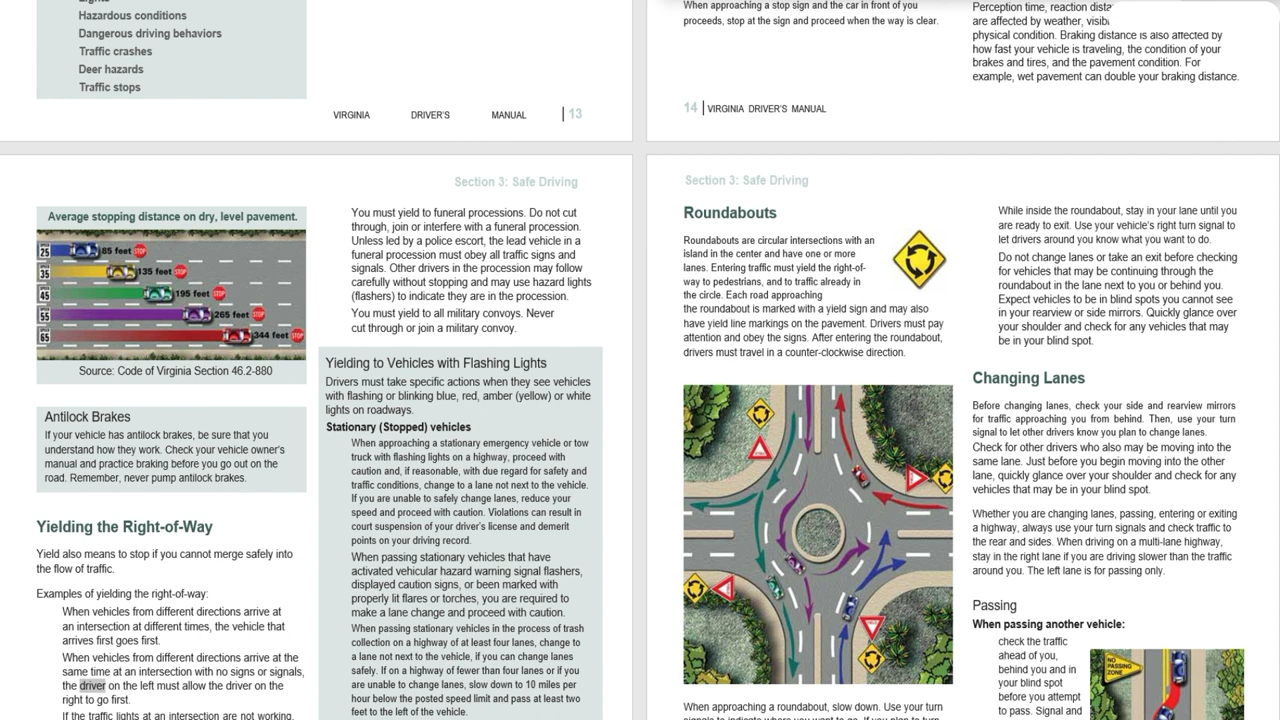 Lights
Hazardous conditions
Dangerous driving behaviors
Traffic crashes
Deer hazards
Traffic stops
VIRGINIA DRIVER'S MANUAL | 13
When approaching a stop sign and the car in front of you
proceeds, stop at the sign and proceed when the way is clear.
Perception time, reaction
are affected by weather,
physical condition. Braking distance is also affected by
how fast your vehicle is traveling, the condition of your
brakes and tires, and the pavement condition. For
example, wet pavement can double your braking distance.
14 | VIRGINIA DRIVER'S MANUAL
Section 3: Safe Driving
Average stopping distance on dry, level pavement.
25 85 feet STOP
SPEED 35 135 feet STOP
45 195 feet STOP
55 265 feet STOP
65 344 feet STOP
Source: Code of Virginia Section 46.2-880
Antilock Brakes
If your vehicle has antilock brakes, be sure that you
understand how they work. Check your vehicle owner's
manual and practice braking before you go out on the
road. Remember, never pump antilock brakes.
Yielding the Right-of-Way
Yield also means to stop if you cannot merge safely into
the flow of traffic.
Examples of yielding the right-of-way:
When vehicles from different directions arrive at
an intersection at different times, the vehicle that
arrives first goes first.
When vehicles from different directions arrive at the
same time at an intersection with no signs or signals,
the driver on the left must allow the driver on the
right to go first.
If the traffic lights at an intersection are not working,
You must yield to funeral processions. Do not cut
through, join or interfere with a funeral procession.
Unless led by a police escort, the lead vehicle in a
funeral procession must obey all traffic signs and
signals. Other drivers in the procession may follow
carefully without stopping and may use hazard lights
(flashers) to indicate they are in the procession.
You must yield to all military convoys. Never
cut through or join a military convoy.
Yielding to Vehicles with Flashing Lights
Drivers must take specific actions when they see vehicles
with flashing or blinking blue, red, amber (yellow) or white
lights on roadways.
Stationary (Stopped) vehicles
When approaching a stationary emergency vehicle or tow
truck with flashing lights on a highway, proceed with
caution and, if reasonable, with due regard for safety and
traffic conditions, change to a lane not next to the vehicle.
If you are unable to safely change lanes, reduce your
speed and proceed with caution. Violations can result in
court suspension of your driver's license and demerit
points on your driving record.
When passing stationary vehicles that have
activated vehicular hazard warning signal flashers,
displayed caution signs, or been marked with
properly lit flares or torches, you are required to
make a lane change and proceed with caution.
When passing stationary vehicles in the process of trash
collection on a highway of at least four lanes, change to
a lane not next to the vehicle, if you can change lanes
safely. If on a highway of fewer than four lanes or if you
are unable to change lanes, slow down to 10 miles per
hour below the posted speed limit and pass at least two
feet to the left of the vehicle.
Section 3: Safe Driving
Roundabouts
Roundabouts are circular intersections with an
island in the center and have one or more
lanes. Entering traffic must yield the right-of-
way to pedestrians, and to traffic already in
the circle. Each road approaching
the roundabout is marked with a yield sign and may also
have yield line markings on the pavement. Drivers must pay
attention and obey the signs. After entering the roundabout,
drivers must travel in a counter-clockwise direction.
When approaching a roundabout, slow down. Use your turn
signals to indicate where you want to go. If you plan to turn
While inside the roundabout, stay in your lane until you
are ready to exit. Use your vehicle's right turn signal to
let drivers around you know what you want to do.
Do not change lanes or take an exit before checking
for vehicles that may be continuing through the
roundabout in the lane next to you or behind you.
Expect vehicles to be in blind spots you cannot see
in your rearview or side mirrors. Quickly glance over
your shoulder and check for any vehicles that may
be in your blind spot.
Changing Lanes
Before changing lanes, check your side and rearview mirrors
for traffic approaching you from behind. Then, use your turn
signal to let other drivers know you plan to change lanes.
Check for other drivers who also may be moving into the
same lane. Just before you begin moving into the other
lane, quickly glance over your shoulder and check for any
vehicles that may be in your blind spot.
Whether you are changing lanes, passing, entering or exiting
a highway, always use your turn signals and check traffic to
the rear and sides. When driving on a multi-lane highway,
stay in the right lane if you are driving slower than the traffic
around you. The left lane is for passing only.
Passing
When passing another vehicle:
check the traffic
ahead of you,
behind you and in
your blind spot
before you attempt
to pass. Signal and
NO
PASSING
ZONE